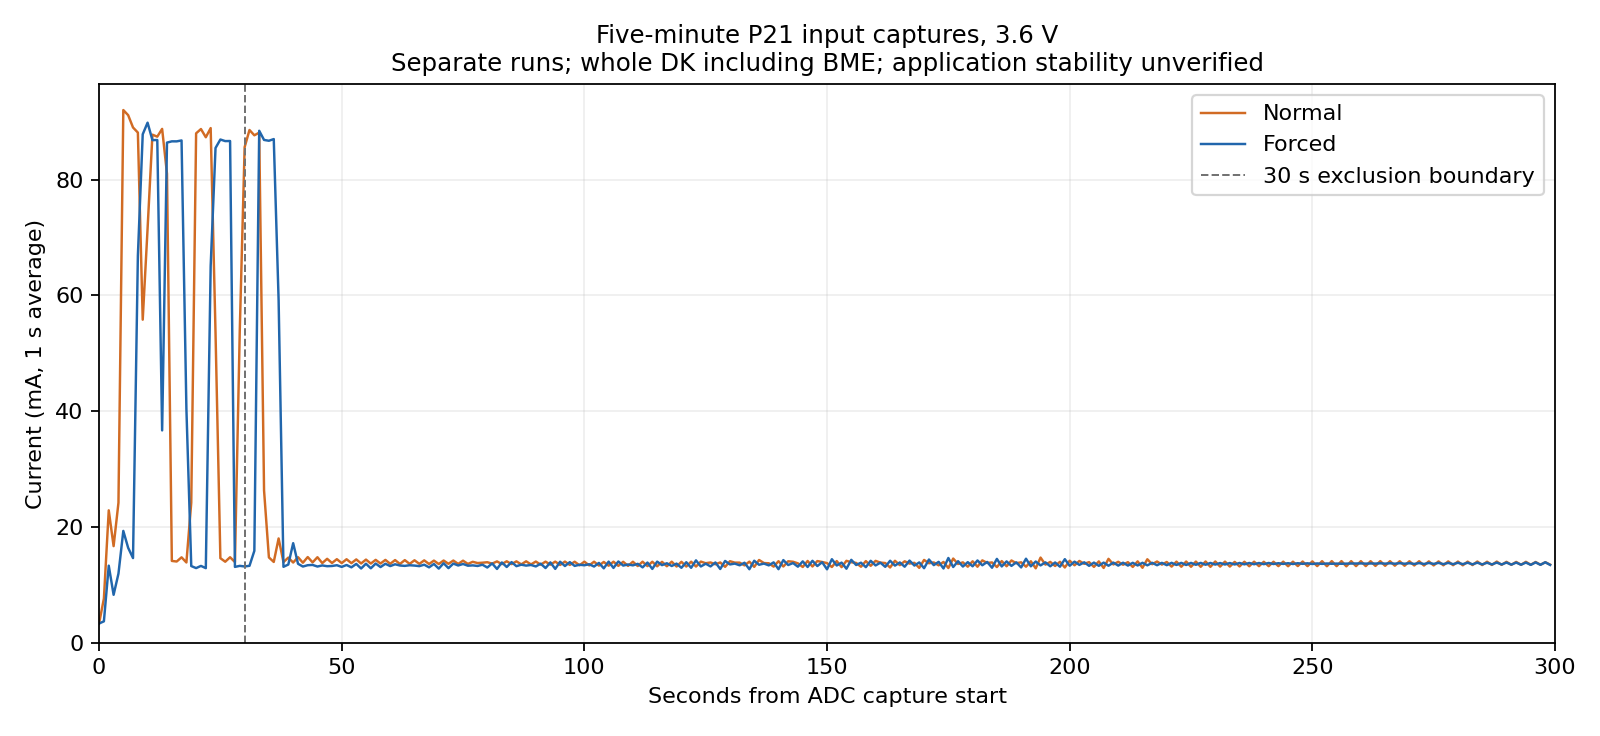 Five-minute P21 input captures, 3.6 V
Separate runs; whole DK including BME; application stability unverified
Normal
Forced
30 s exclusion boundary
Current (mA, 1 s average)
80
60
40
20
0
0 50 100 150 200 250 300
Seconds from ADC capture start